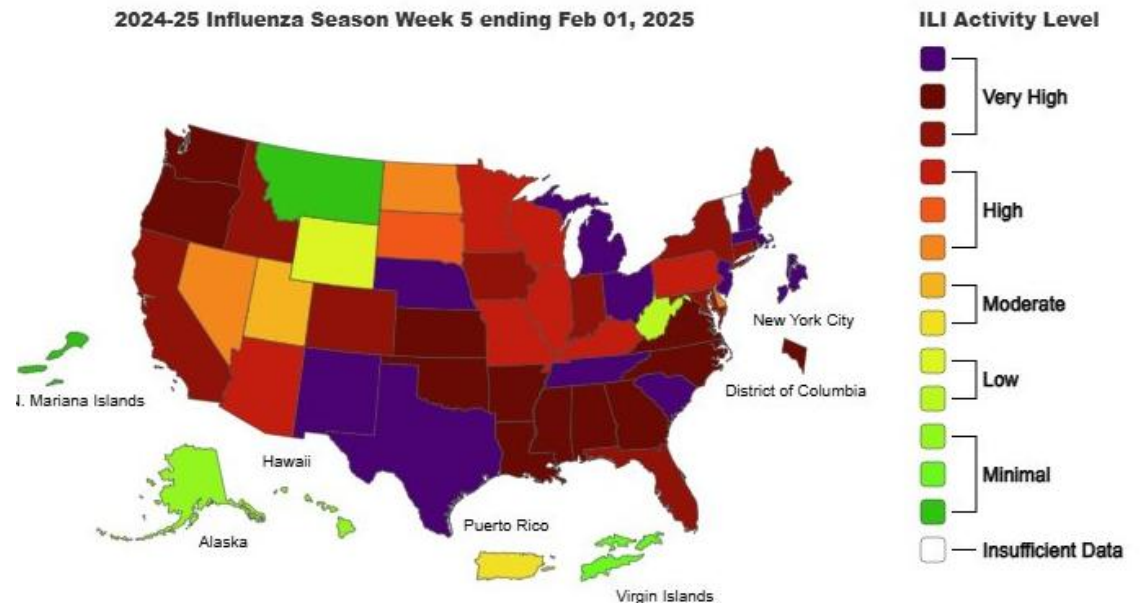 2024-25 Influenza Season Week 5 ending Feb 01, 2025
ILI Activity Level
Very High
High
Moderate
Low
Minimal
Insufficient Data
New York City
District of Columbia
N. Mariana Islands
Hawaii
Alaska
Puerto Rico
Virgin Islands